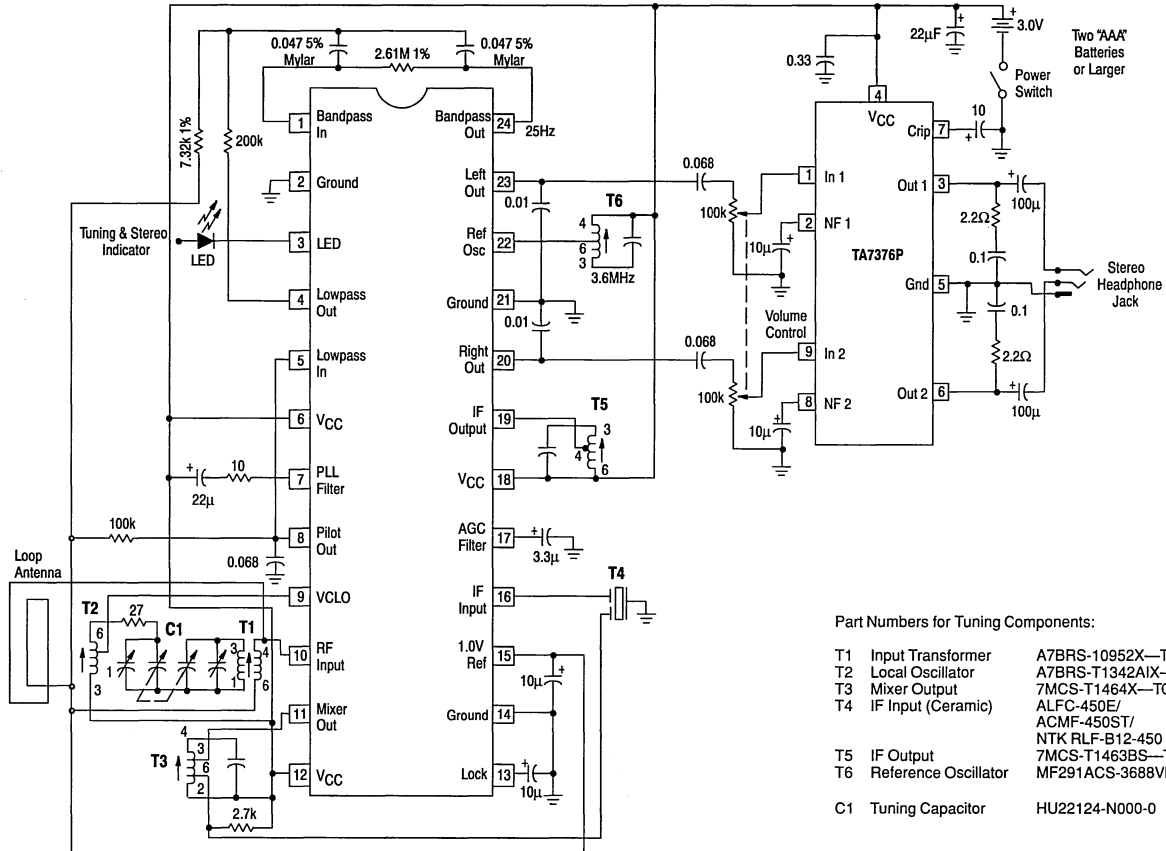 0.047 5%
Mylar
2.61M 1%
0.047 5%
Mylar
22μF
+
3.0V
+
Two "AAA"
Batteries
or Larger
Power
Switch
0.33
7.32k 1%
200k
1 Bandpass In
Bandpass Out 24
25Hz
2 Ground
Left Out 23
Tuning & Stereo
Indicator
LED
3 LED
Ref Osc 22
4 Lowpass Out
Ground 21
5 Lowpass In
Right Out 20
6 VCC
IF Output 19
7 PLL Filter
VCC 18
+
22μ
10
8 Pilot Out
AGC Filter 17
+
3.3μ
100k
0.068
9 VCLO
IF Input 16
10 RF Input
1.0V Ref 15
10μ
+
11 Mixer Out
Ground 14
12 VCC
Lock 13
+
10μ
0.01
0.01
T6
4
6
3
3.6MHz
T5
3
4
6
T4
0.068
100k
10μ
+
Volume
Control
0.068
100k
10μ
+
4
VCC
Crip 7
10
+
1 In 1
Out 1 3
+
100μ
2 NF 1
TA7376P
2.2Ω
0.1
Gnd 5
Stereo
Headphone
Jack
0.1
9 In 2
2.2Ω
8 NF 2
Out 2 6
+
100μ
Loop
Antenna
T2
6
3
27
C1
T1
3
1
4
6
T3
4
3
6
2
2.7k
Part Numbers for Tuning Components:
T1 Input Transformer A7BRS-10952X—T
T2 Local Oscillator A7BRS-T1342AIX—
T3 Mixer Output 7MCS-T1464X—TO
T4 IF Input (Ceramic) ALFC-450E/
ACMF-450ST/
NTK RLF-B12-450
T5 IF Output 7MCS-T1463BS—T
T6 Reference Oscillator MF291ACS-3688V
C1 Tuning Capacitor HU22124-N000-0